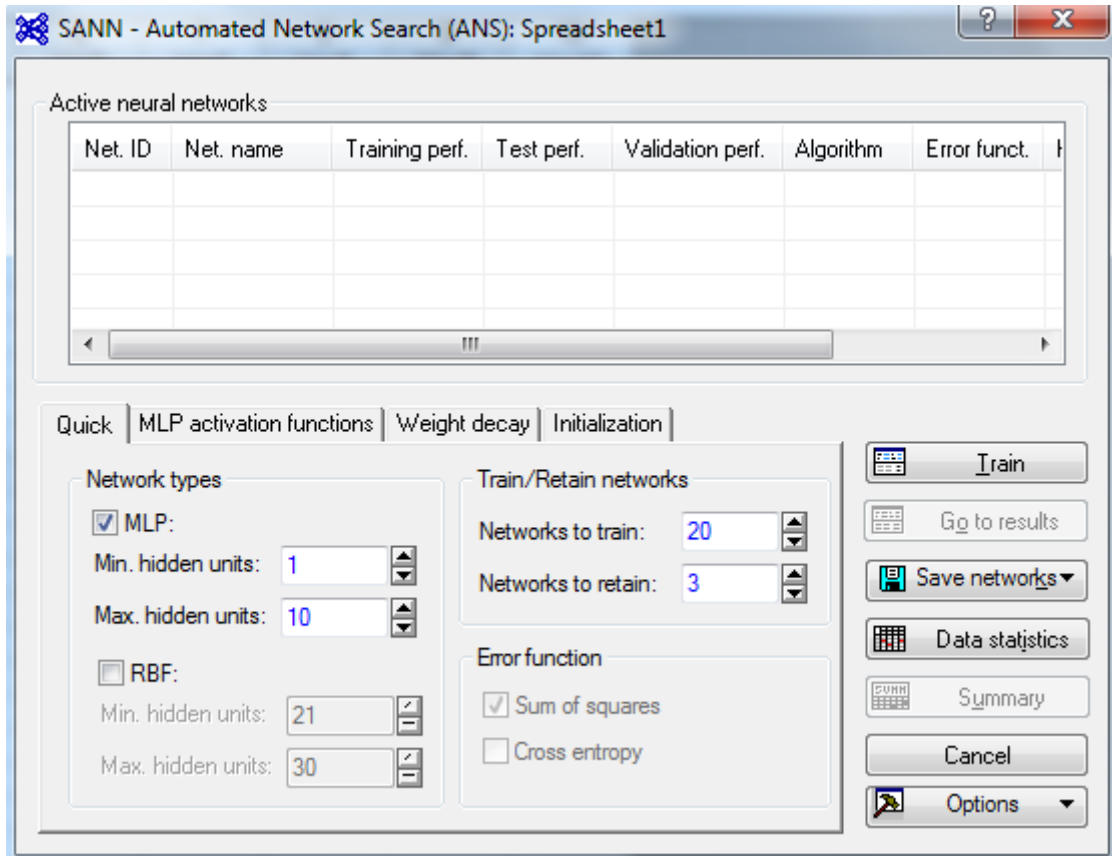 SANN - Automated Network Search (ANS): Spreadsheet1
Active neural networks
Net. ID Net. name Training perf. Test perf. Validation perf. Algorithm Error funct.
Quick MLP activation functions Weight decay Initialization
Network types
MLP:
Min. hidden units: 1
Max. hidden units: 10
RBF:
Min. hidden units: 21
Max. hidden units: 30
Train/Retain networks
Networks to train: 20
Networks to retain: 3
Error function
Sum of squares
Cross entropy
Train
Go to results
Save networks
Data statistics
Summary
Cancel
Options